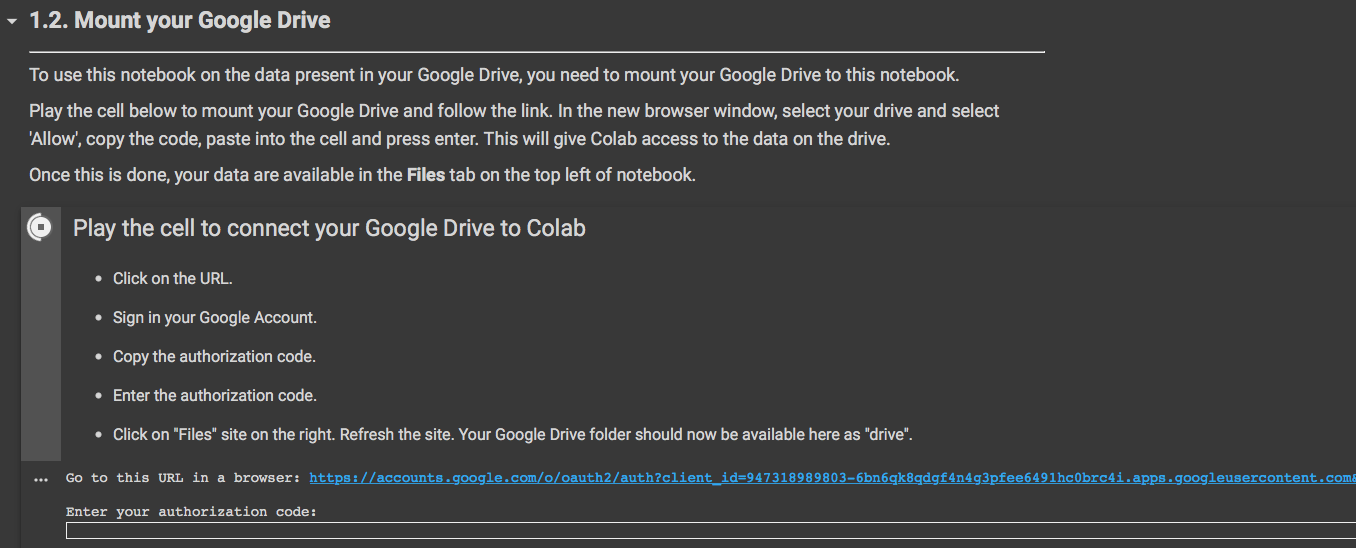 1.2. Mount your Google Drive
To use this notebook on the data present in your Google Drive, you need to mount your Google Drive to this notebook.
Play the cell below to mount your Google Drive and follow the link. In the new browser window, select your drive and select
'Allow', copy the code, paste into the cell and press enter. This will give Colab access to the data on the drive.
Once this is done, your data are available in the Files tab on the top left of notebook.
Play the cell to connect your Google Drive to Colab
• Click on the URL.
• Sign in your Google Account.
• Copy the authorization code.
• Enter the authorization code.
• Click on "Files" site on the right. Refresh the site. Your Google Drive folder should now be available here as "drive".
... Go to this URL in a browser: https://accounts.google.com/o/oauth2/auth?client_id=947318989803-6bn6qk8qdgf4n4g3pfee6491hc0brc4i.apps.googleusercontent.com&
Enter your authorization code: